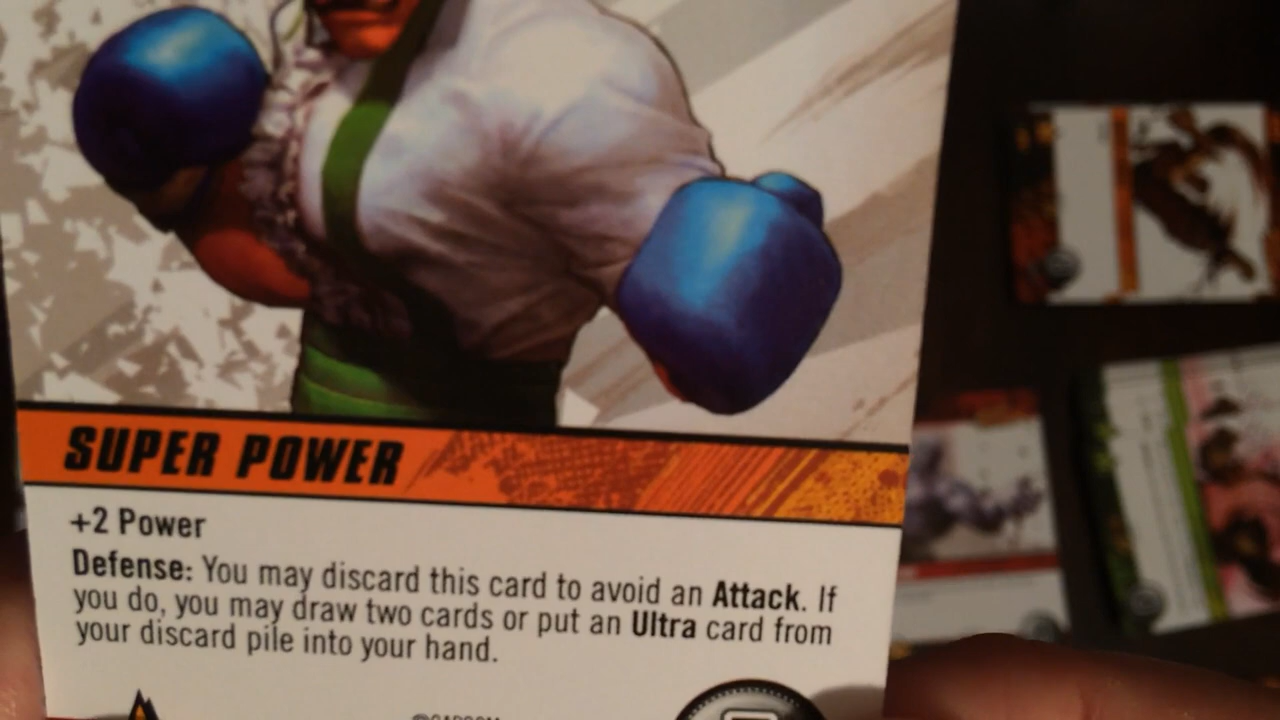 SUPER POWER
+2 Power
Defense: You may discard this card to avoid an Attack. If
you do, you may draw two cards or put an Ultra card from
your discard pile into your hand.